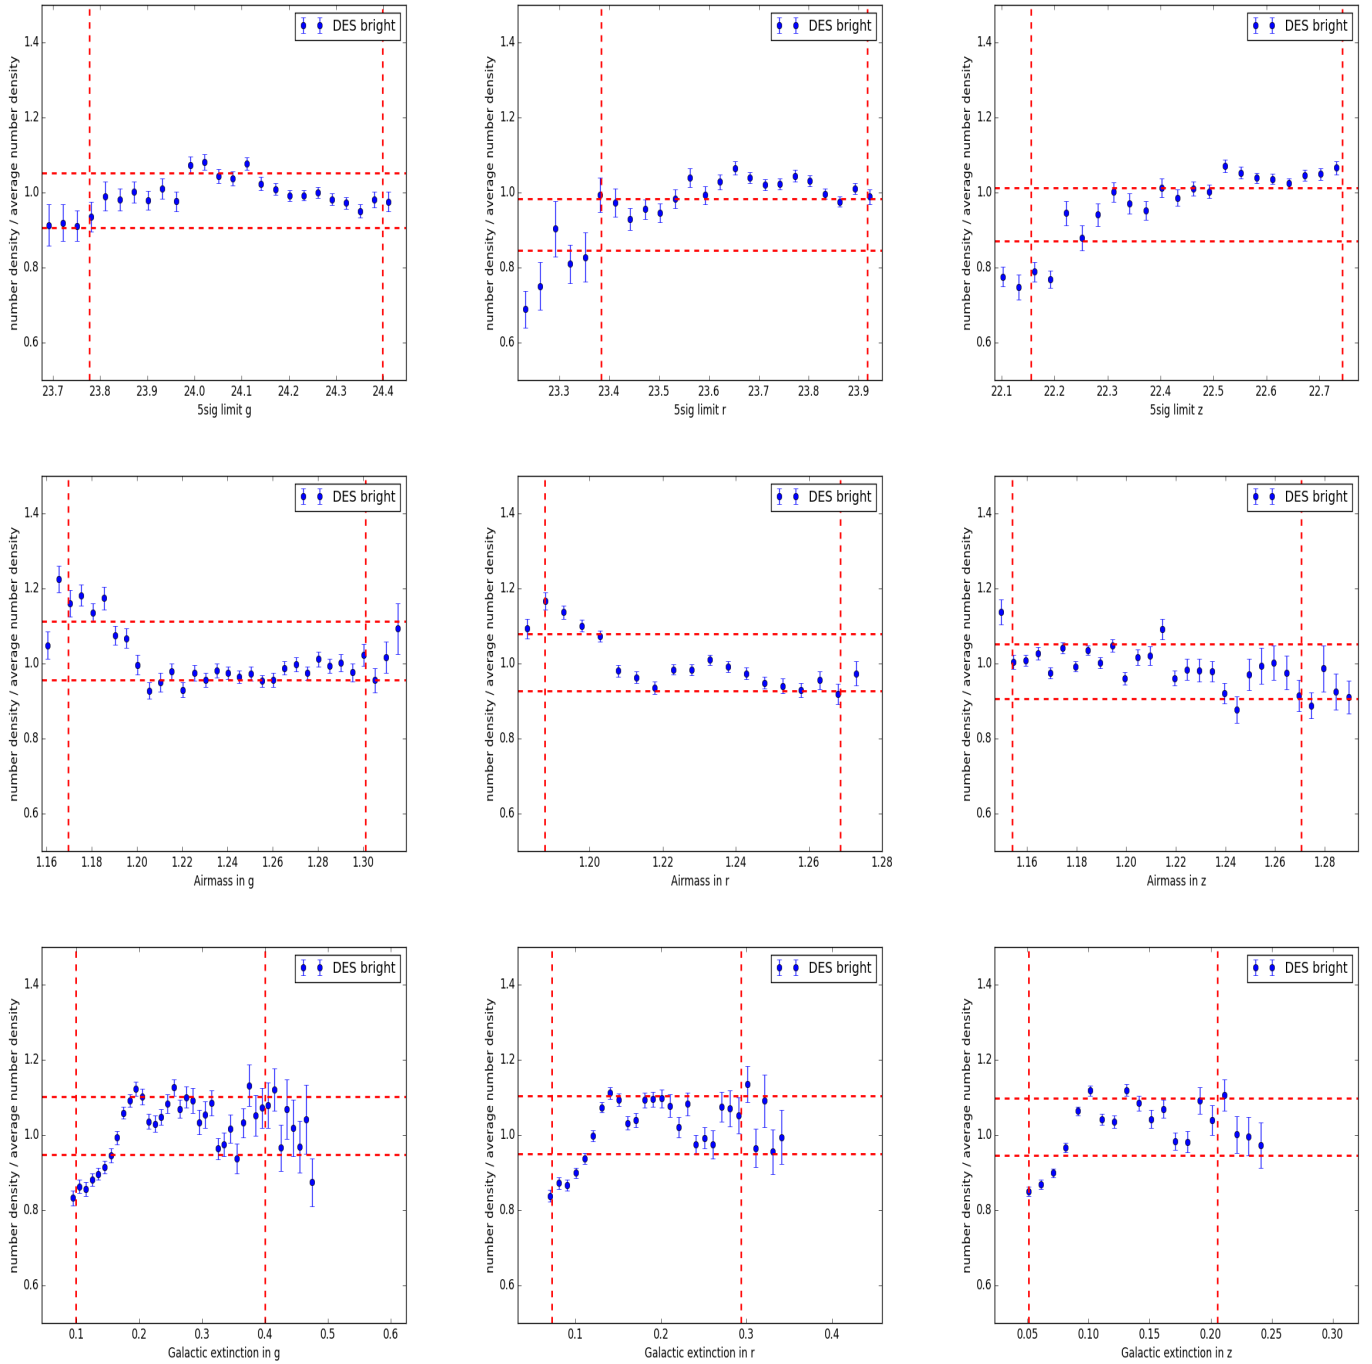 DES bright
number density / average number density
1.4
1.2
1.0
0.8
0.6
23.7 23.8 23.9 24.0 24.1 24.2 24.3 24.4
5sig limit g
DES bright
number density / average number density
1.4
1.2
1.0
0.8
0.6
23.3 23.4 23.5 23.6 23.7 23.8 23.9
5sig limit r
DES bright
number density / average number density
1.4
1.2
1.0
0.8
0.6
22.1 22.2 22.3 22.4 22.5 22.6 22.7
5sig limit z
DES bright
number density / average number density
1.4
1.2
1.0
0.8
0.6
1.16 1.18 1.20 1.22 1.24 1.26 1.28 1.30
Airmass in g
DES bright
number density / average number density
1.4
1.2
1.0
0.8
0.6
1.20 1.22 1.24 1.26 1.28
Airmass in r
DES bright
number density / average number density
1.4
1.2
1.0
0.8
0.6
1.16 1.18 1.20 1.22 1.24 1.26 1.28
Airmass in z
DES bright
number density / average number density
1.4
1.2
1.0
0.8
0.6
0.1 0.2 0.3 0.4 0.5 0.6
Galactic extinction in g
DES bright
number density / average number density
1.4
1.2
1.0
0.8
0.6
0.1 0.2 0.3 0.4
Galactic extinction in r
DES bright
number density / average number density
1.4
1.2
1.0
0.8
0.6
0.05 0.10 0.15 0.20 0.25 0.30
Galactic extinction in z